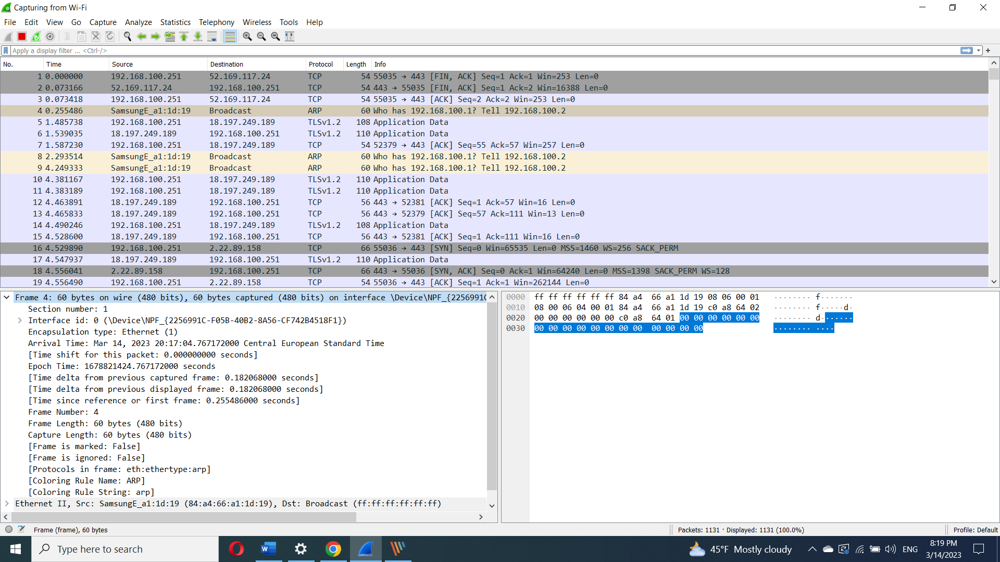 Capturing from Wi-Fi
File Edit View Go Capture Analyze Statistics Telephony Wireless Tools Help
Apply a display filter ... <Ctrl-/>
No. Time Source Destination Protocol Length Info
1 0.000000 192.168.100.251 52.169.117.24 TCP 54 55035 → 443 [FIN, ACK] Seq=1 Ack=1 Win=253 Len=0
2 0.073166 52.169.117.24 192.168.100.251 TCP 54 443 → 55035 [FIN, ACK] Seq=1 Ack=2 Win=16388 Len=0
3 0.073418 192.168.100.251 52.169.117.24 TCP 54 55035 → 443 [ACK] Seq=2 Ack=2 Win=253 Len=0
4 0.255486 SamsungE_a1:1d:19 Broadcast ARP 60 Who has 192.168.100.1? Tell 192.168.100.2
5 1.485738 192.168.100.251 18.197.249.189 TLSv1.2 108 Application Data
6 1.539035 18.197.249.189 192.168.100.251 TLSv1.2 110 Application Data
7 1.587230 192.168.100.251 18.197.249.189 TCP 54 52379 → 443 [ACK] Seq=55 Ack=57 Win=257 Len=0
8 2.293514 SamsungE_a1:1d:19 Broadcast ARP 60 Who has 192.168.100.1? Tell 192.168.100.2
9 4.249333 SamsungE_a1:1d:19 Broadcast ARP 60 Who has 192.168.100.1? Tell 192.168.100.2
10 4.381167 192.168.100.251 18.197.249.189 TLSv1.2 110 Application Data
11 4.383189 192.168.100.251 18.197.249.189 TLSv1.2 110 Application Data
12 4.463891 18.197.249.189 192.168.100.251 TCP 56 443 → 52381 [ACK] Seq=1 Ack=57 Win=16 Len=0
13 4.465833 18.197.249.189 192.168.100.251 TCP 56 443 → 52379 [ACK] Seq=57 Ack=111 Win=13 Len=0
14 4.490246 192.168.100.251 18.197.249.189 TLSv1.2 108 Application Data
15 4.528600 18.197.249.189 192.168.100.251 TCP 56 443 → 52381 [ACK] Seq=1 Ack=111 Win=16 Len=0
16 4.529890 192.168.100.251 2.22.89.158 TCP 66 55036 → 443 [SYN] Seq=0 Win=65535 Len=0 MSS=1460 WS=256 SACK_PERM
17 4.547937 18.197.249.189 192.168.100.251 TLSv1.2 110 Application Data
18 4.556041 2.22.89.158 192.168.100.251 TCP 66 443 → 55036 [SYN, ACK] Seq=0 Ack=1 Win=64240 Len=0 MSS=1398 SACK_PERM WS=128
19 4.556490 192.168.100.251 2.22.89.158 TCP 54 55036 → 443 [ACK] Seq=1 Ack=1 Win=262144 Len=0
Frame 4: 60 bytes on wire (480 bits), 60 bytes captured (480 bits) on interface \Device\NPF_{2256991C
Section number: 1
Interface id: 0 (\Device\NPF_{2256991C-F05B-40B2-8A56-CF742B4518F1})
Encapsulation type: Ethernet (1)
Arrival Time: Mar 14, 2023 20:17:04.767172000 Central European Standard Time
[Time shift for this packet: 0.000000000 seconds]
Epoch Time: 1678821424.767172000 seconds
[Time delta from previous captured frame: 0.182068000 seconds]
[Time delta from previous displayed frame: 0.182068000 seconds]
[Time since reference or first frame: 0.255486000 seconds]
Frame Number: 4
Frame Length: 60 bytes (480 bits)
Capture Length: 60 bytes (480 bits)
[Frame is marked: False]
[Frame is ignored: False]
[Protocols in frame: eth:ethertype:arp]
[Coloring Rule Name: ARP]
[Coloring Rule String: arp]
Ethernet II, Src: SamsungE_a1:1d:19 (84:a4:66:a1:1d:19), Dst: Broadcast (ff:ff:ff:ff:ff:ff)
0000 ff ff ff ff ff ff 84 a4 66 a1 1d 19 08 06 00 01 ········ f·······
0010 08 00 06 04 00 01 84 a4 66 a1 1d 19 c0 a8 64 02 ········ f·····d·
0020 00 00 00 00 00 00 c0 a8 64 01 00 00 00 00 00 00 ········ d·······
0030 00 00 00 00 00 00 00 00 00 00 00 00 ········ ····
Frame (frame), 60 bytes
Packets: 1131 · Displayed: 1131 (100.0%)
Profile: Default
Type here to search
45°F Mostly cloudy
ENG
8:19 PM
3/14/2023